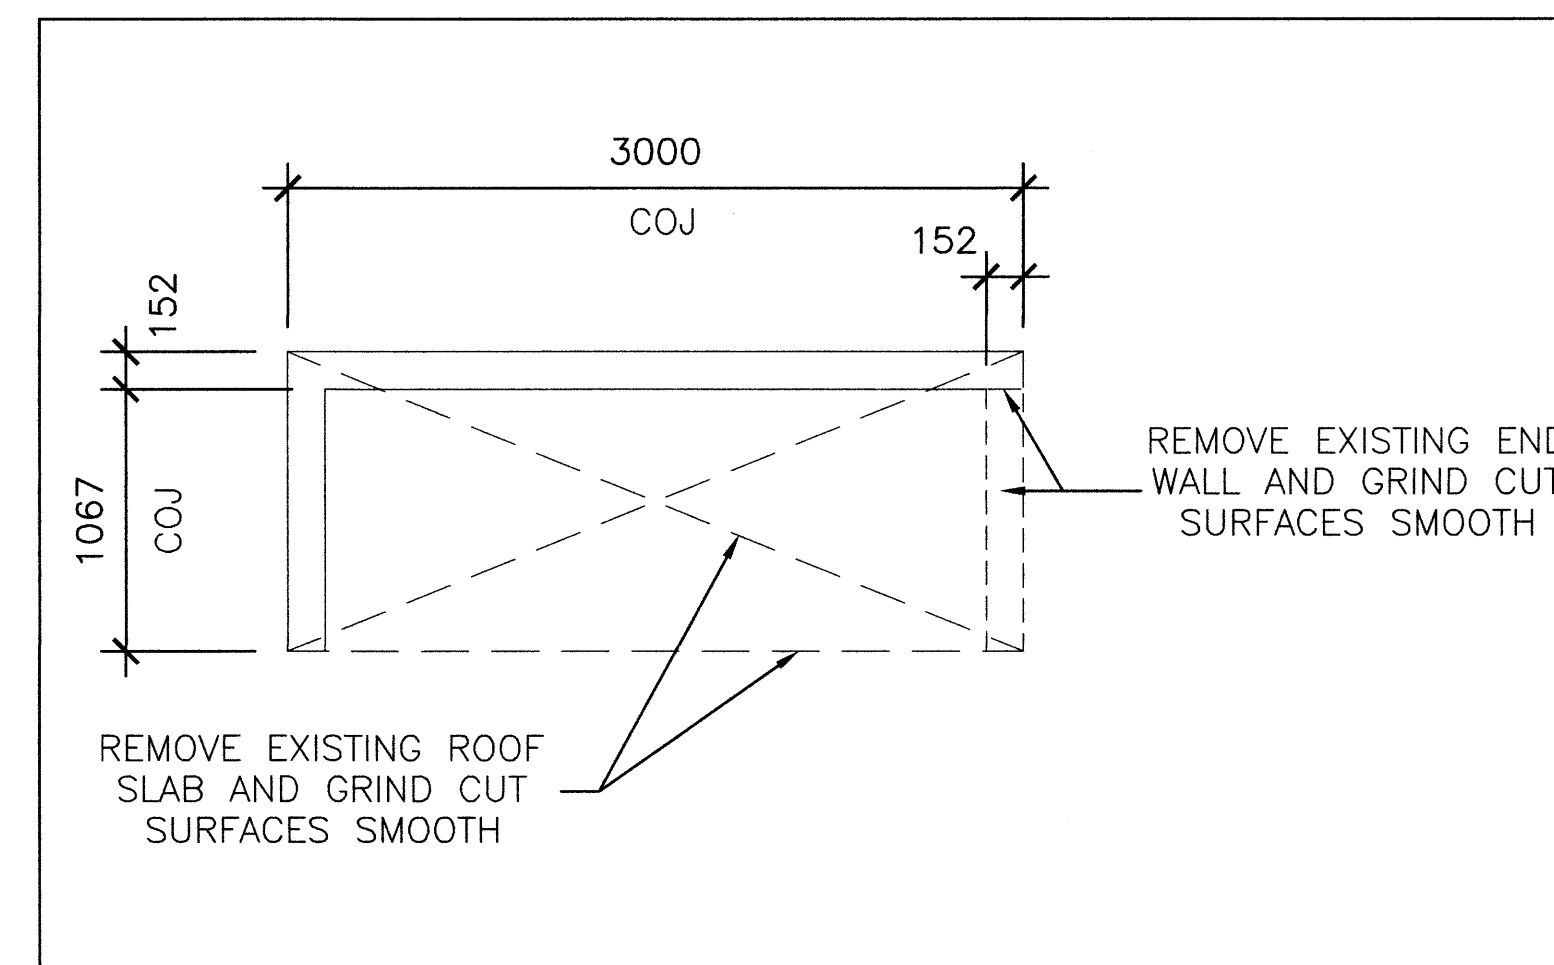 3000
COJ
152
152
1067
COJ
REMOVE EXISTING END
WALL AND GRIND CUT
SURFACES SMOOTH
REMOVE EXISTING ROOF
SLAB AND GRIND CUT
SURFACES SMOOTH